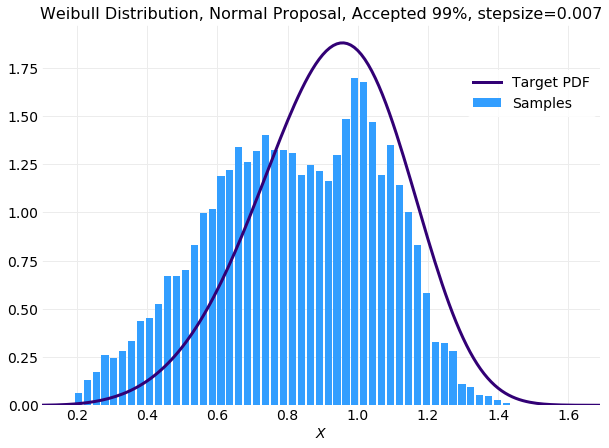 Weibull Distribution, Normal Proposal, Accepted 99%, stepsize=0.007
Target PDF
Samples
1.75
1.50
1.25
1.00
0.75
0.50
0.25
0.00
0.2 0.4 0.6 0.8 1.0 1.2 1.4 1.6
X